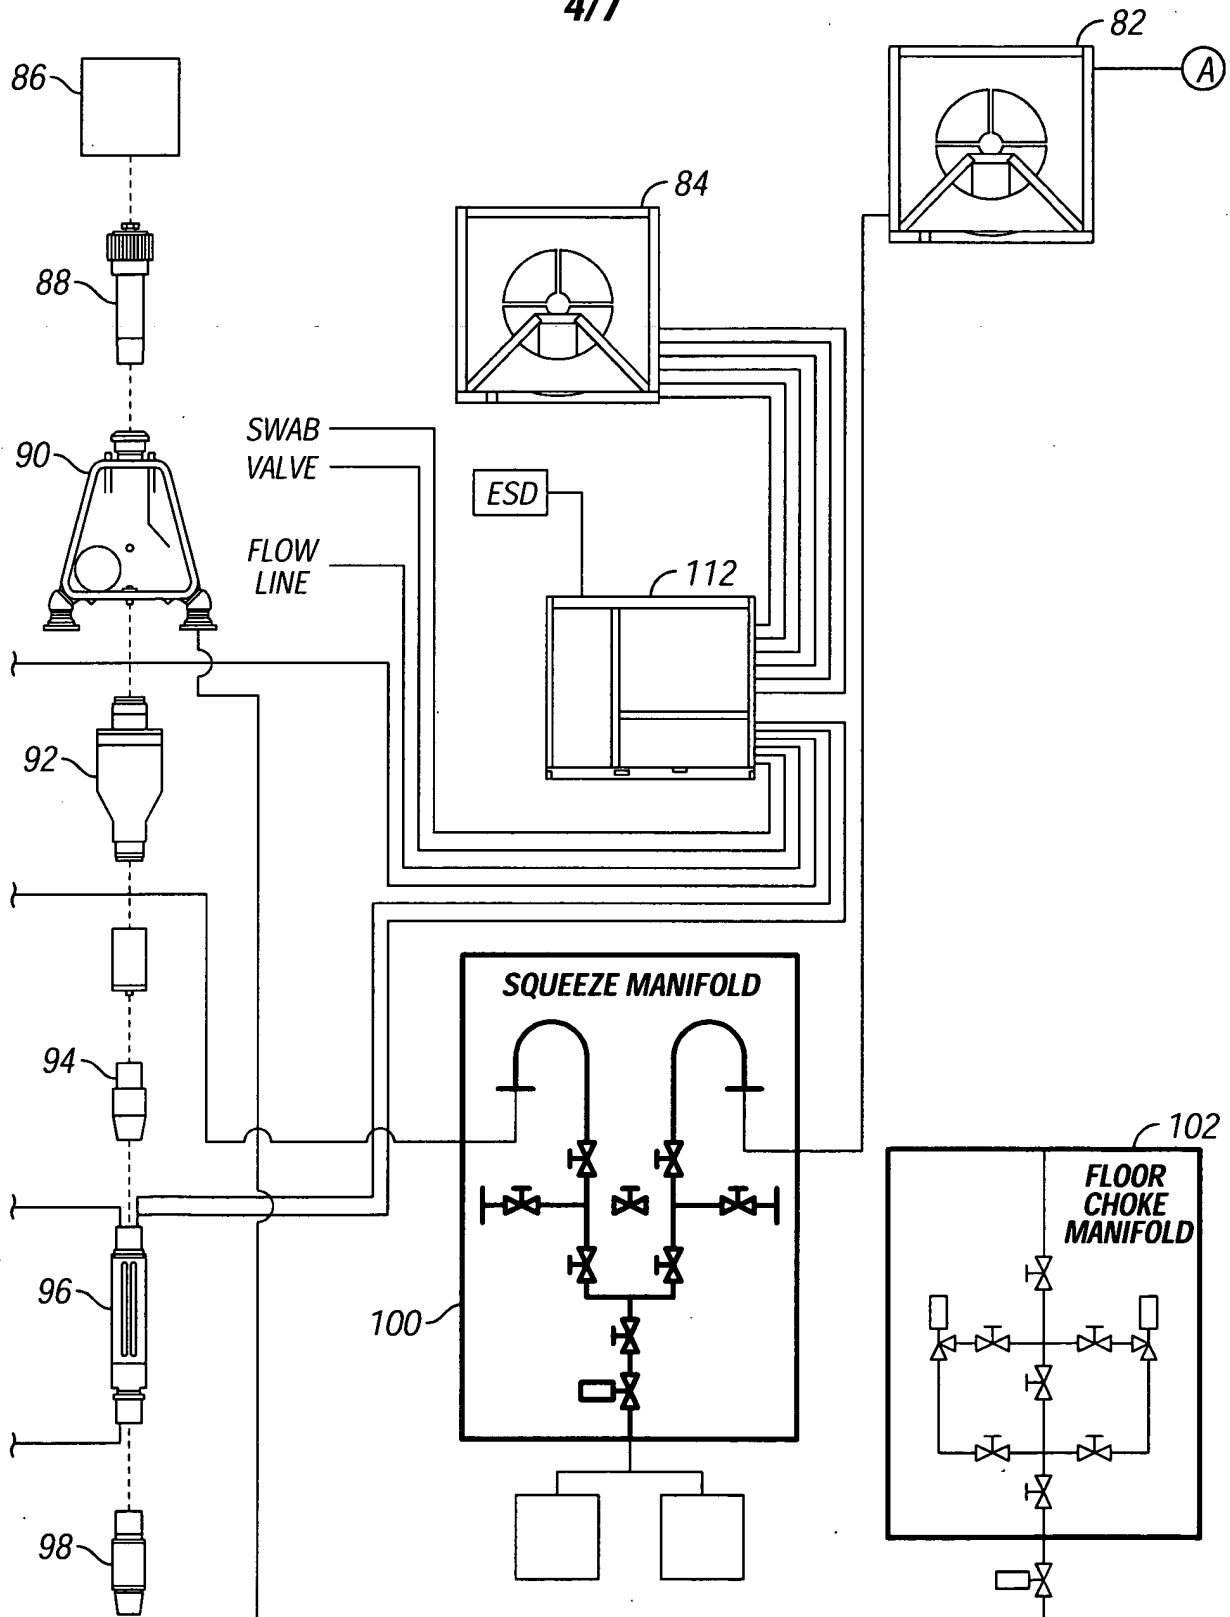 4/7
82
A
86
84
88
SWAB
VALVE
90
ESD
FLOW
LINE
112
92
SQUEEZE MANIFOLD
94
102
FLOOR
CHOKE
MANIFOLD
96
100
98